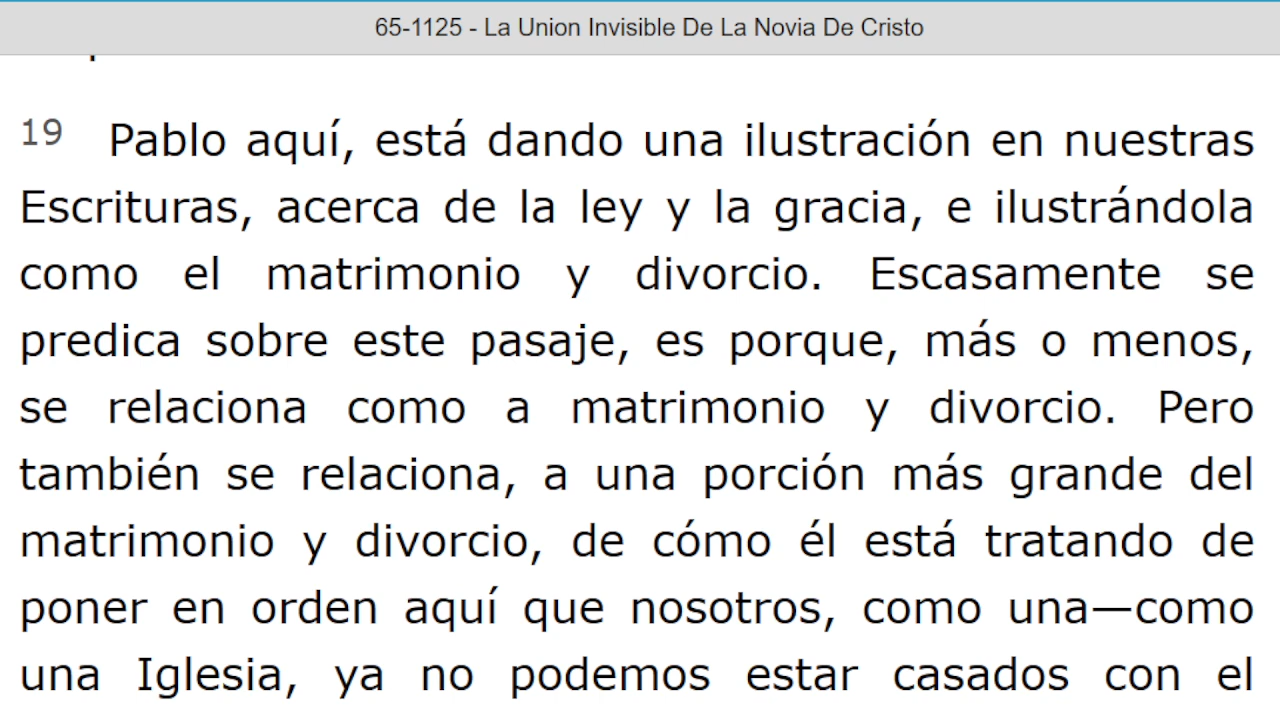 65-1125 - La Union Invisible De La Novia De Cristo
19 Pablo aquí, está dando una ilustración en nuestras
Escrituras, acerca de la ley y la gracia, e ilustrándola
como el matrimonio y divorcio. Escasamente se
predica sobre este pasaje, es porque, más o menos,
se relaciona como a matrimonio y divorcio. Pero
también se relaciona, a una porción más grande del
matrimonio y divorcio, de cómo él está tratando de
poner en orden aquí que nosotros, como una—como
una Iglesia, ya no podemos estar casados con el